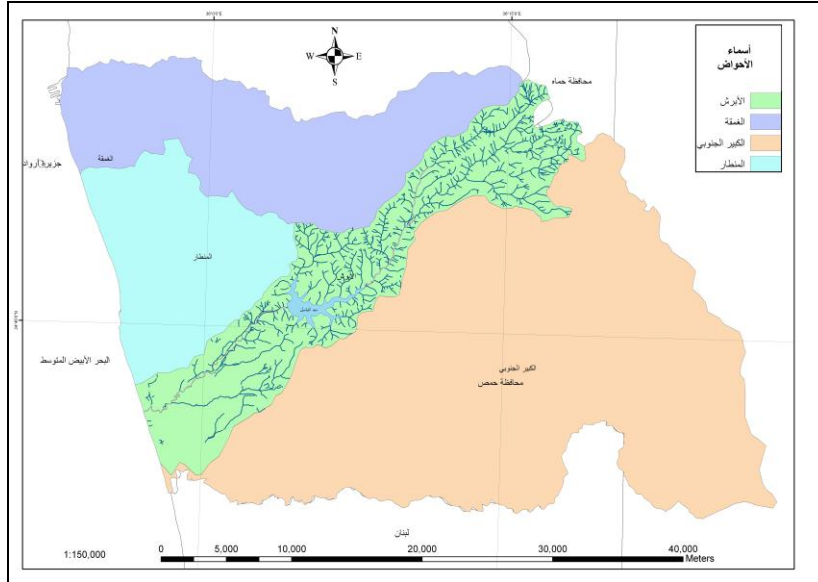 N
W E
S
أسماء
الأحواض
الأبرش
الغمقة
الكبير الجنوبي
المنطار
محافظة حماه
الغمقة
جزيرة أرواد
المنطار
الأبرش
البحر الأبيض المتوسط
الكبير الجنوبي
محافظة حمص
لبنان
1:150,000
0 5,000 10,000 20,000 30,000 40,000
Meters